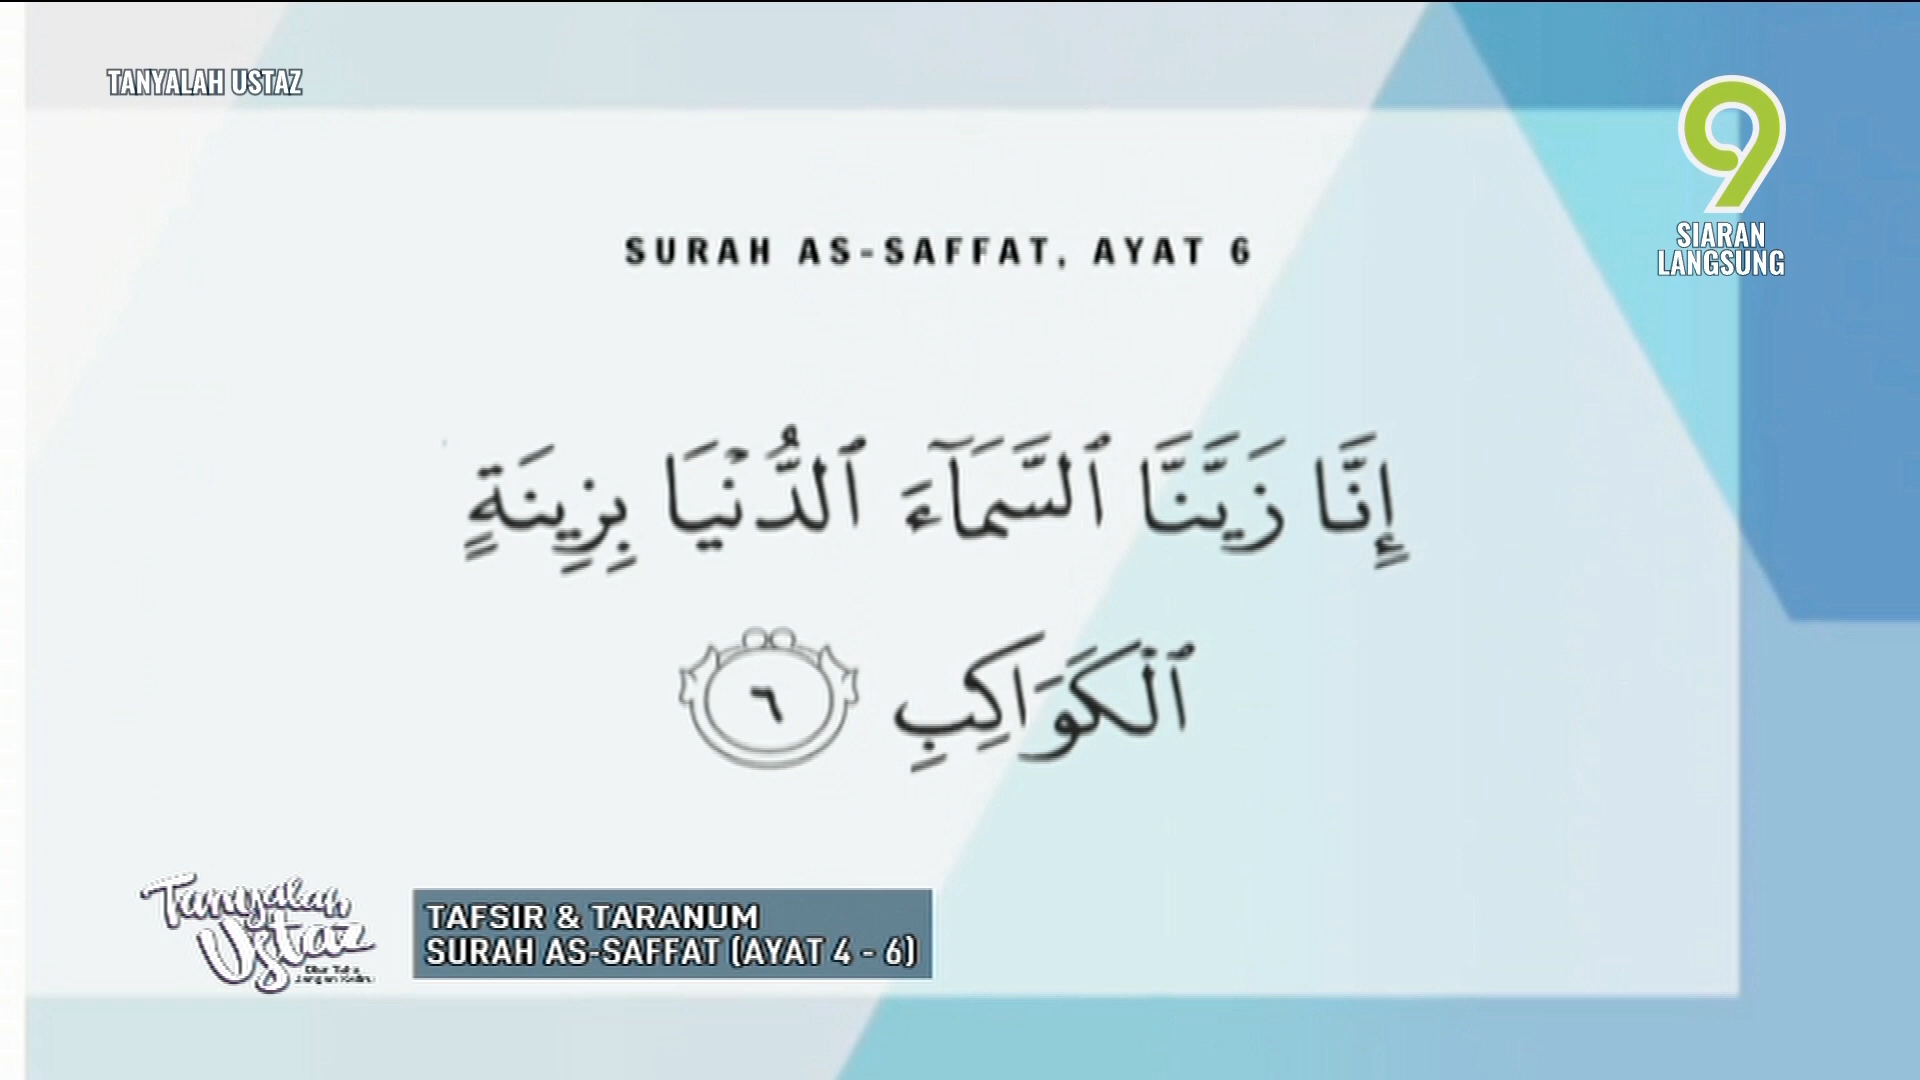 TANYALAH USTAZ
9
SIARAN
LANGSUNG
SURAH AS-SAFFAT, AYAT 6
إِنَّا زَيَّنَّا ٱلسَّمَآءَ ٱلدُّنْيَا بِزِينَةٍ
ٱلْكَوَاكِبِ ٦
Tanyalah
Ustaz
TAFSIR & TARANUM
SURAH AS-SAFFAT (AYAT 4 - 6)